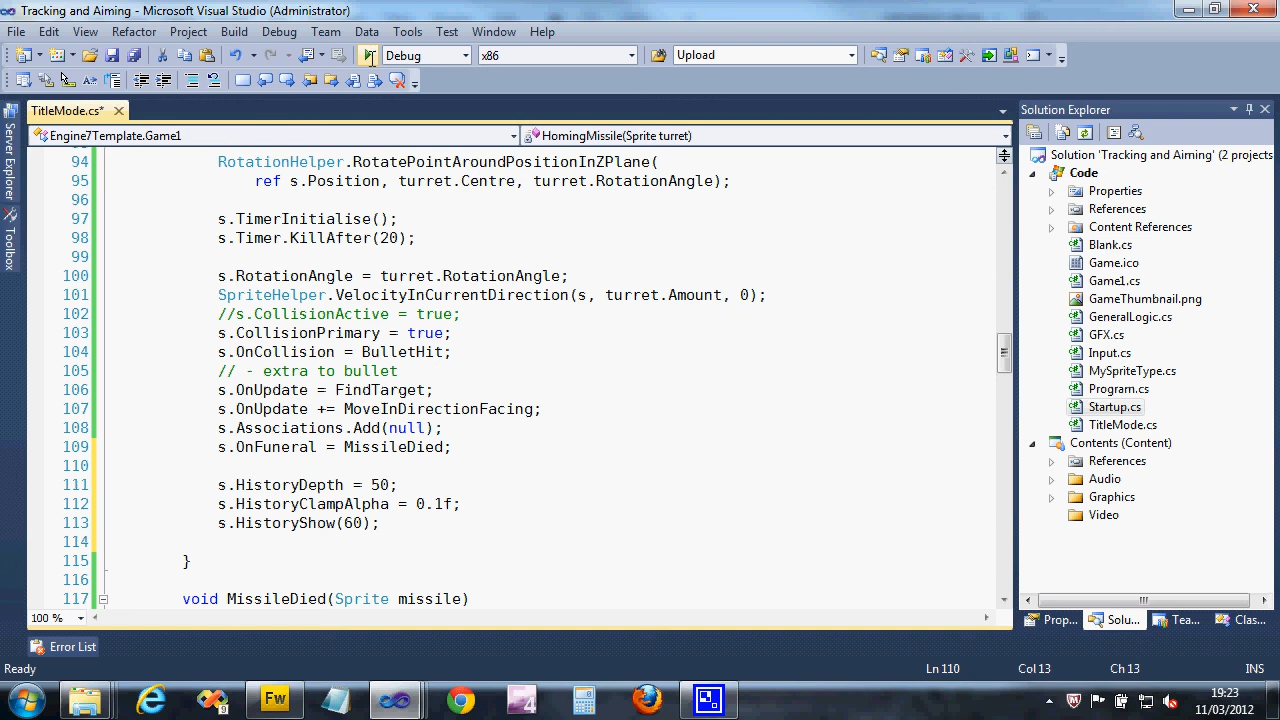 Tracking and Aiming - Microsoft Visual Studio (Administrator)
File Edit View Refactor Project Build Debug Team Data Tools Test Window Help
Debug x86 Upload
TitleMode.cs*
Engine7Template.Game1 HomingMissile(Sprite turret)
94 RotationHelper.RotatePointAroundPositionInZPlane(
95 ref s.Position, turret.Centre, turret.RotationAngle);
96
97 s.TimerInitialise();
98 s.Timer.KillAfter(20);
99
100 s.RotationAngle = turret.RotationAngle;
101 SpriteHelper.VelocityInCurrentDirection(s, turret.Amount, 0);
102 //s.CollisionActive = true;
103 s.CollisionPrimary = true;
104 s.OnCollision = BulletHit;
105 // - extra to bullet
106 s.OnUpdate = FindTarget;
107 s.OnUpdate += MoveInDirectionFacing;
108 s.Associations.Add(null);
109 s.OnFuneral = MissileDied;
110
111 s.HistoryDepth = 50;
112 s.HistoryClampAlpha = 0.1f;
113 s.HistoryShow(60);
114
115 }
116
117 void MissileDied(Sprite missile)
100 %
Server Explorer
Toolbox
Solution Explorer
Solution 'Tracking and Aiming' (2 projects
Code
Properties
References
Content References
Blank.cs
Game.ico
Game1.cs
GameThumbnail.png
GeneralLogic.cs
GFX.cs
Input.cs
MySpriteType.cs
Program.cs
Startup.cs
TitleMode.cs
Contents (Content)
References
Audio
Graphics
Video
Prop... Solu... Tea... Clas...
Error List
Ready Ln 110 Col 13 Ch 13 INS
Fw
19:23
11/03/2012